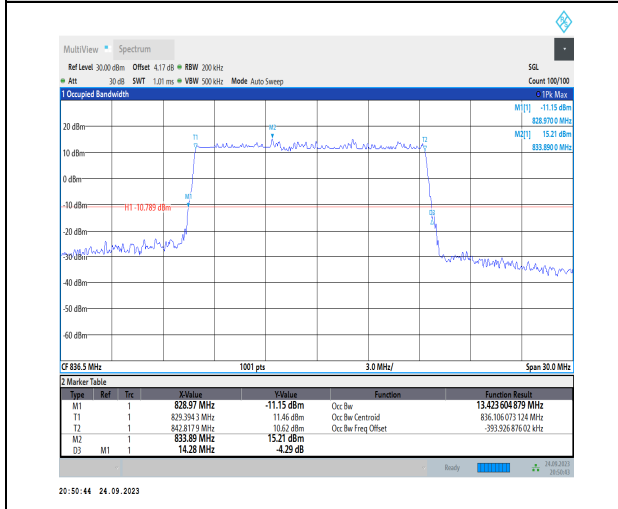 MultiView Spectrum
Ref Level 30.00 dBm Offset 4.17 dB RBW 200 kHz SGL
Att 30 dB SWT 1.01 ms VBW 500 kHz Mode Auto Sweep Count 100/100
1 Occupied Bandwidth 1Pk Max
M1[1] -11.15 dBm
828.970 0 MHz
M2[1] 15.21 dBm
833.890 0 MHz
20 dBm
T1 M2 T2
10 dBm
0 dBm
M1
-10 dBm
H1 -10.789 dBm
D3
-20 dBm
-30 dBm
-40 dBm
-50 dBm
-60 dBm
CF 836.5 MHz 1001 pts 3.0 MHz/ Span 30.0 MHz
2 Marker Table
Type Ref Trc X-Value Y-Value Function Function Result
M1 1 828.97 MHz -11.15 dBm Occ Bw 13.423 604 879 MHz
T1 1 829.394 3 MHz 11.46 dBm Occ Bw Centroid 836.106 073 124 MHz
T2 1 842.817 9 MHz 10.62 dBm Occ Bw Freq Offset -393.926 876 02 kHz
M2 1 833.89 MHz 15.21 dBm
D3 M1 1 14.28 MHz -4.29 dB
Ready 24.09.2023
20:50:43
20:50:44 24.09.2023